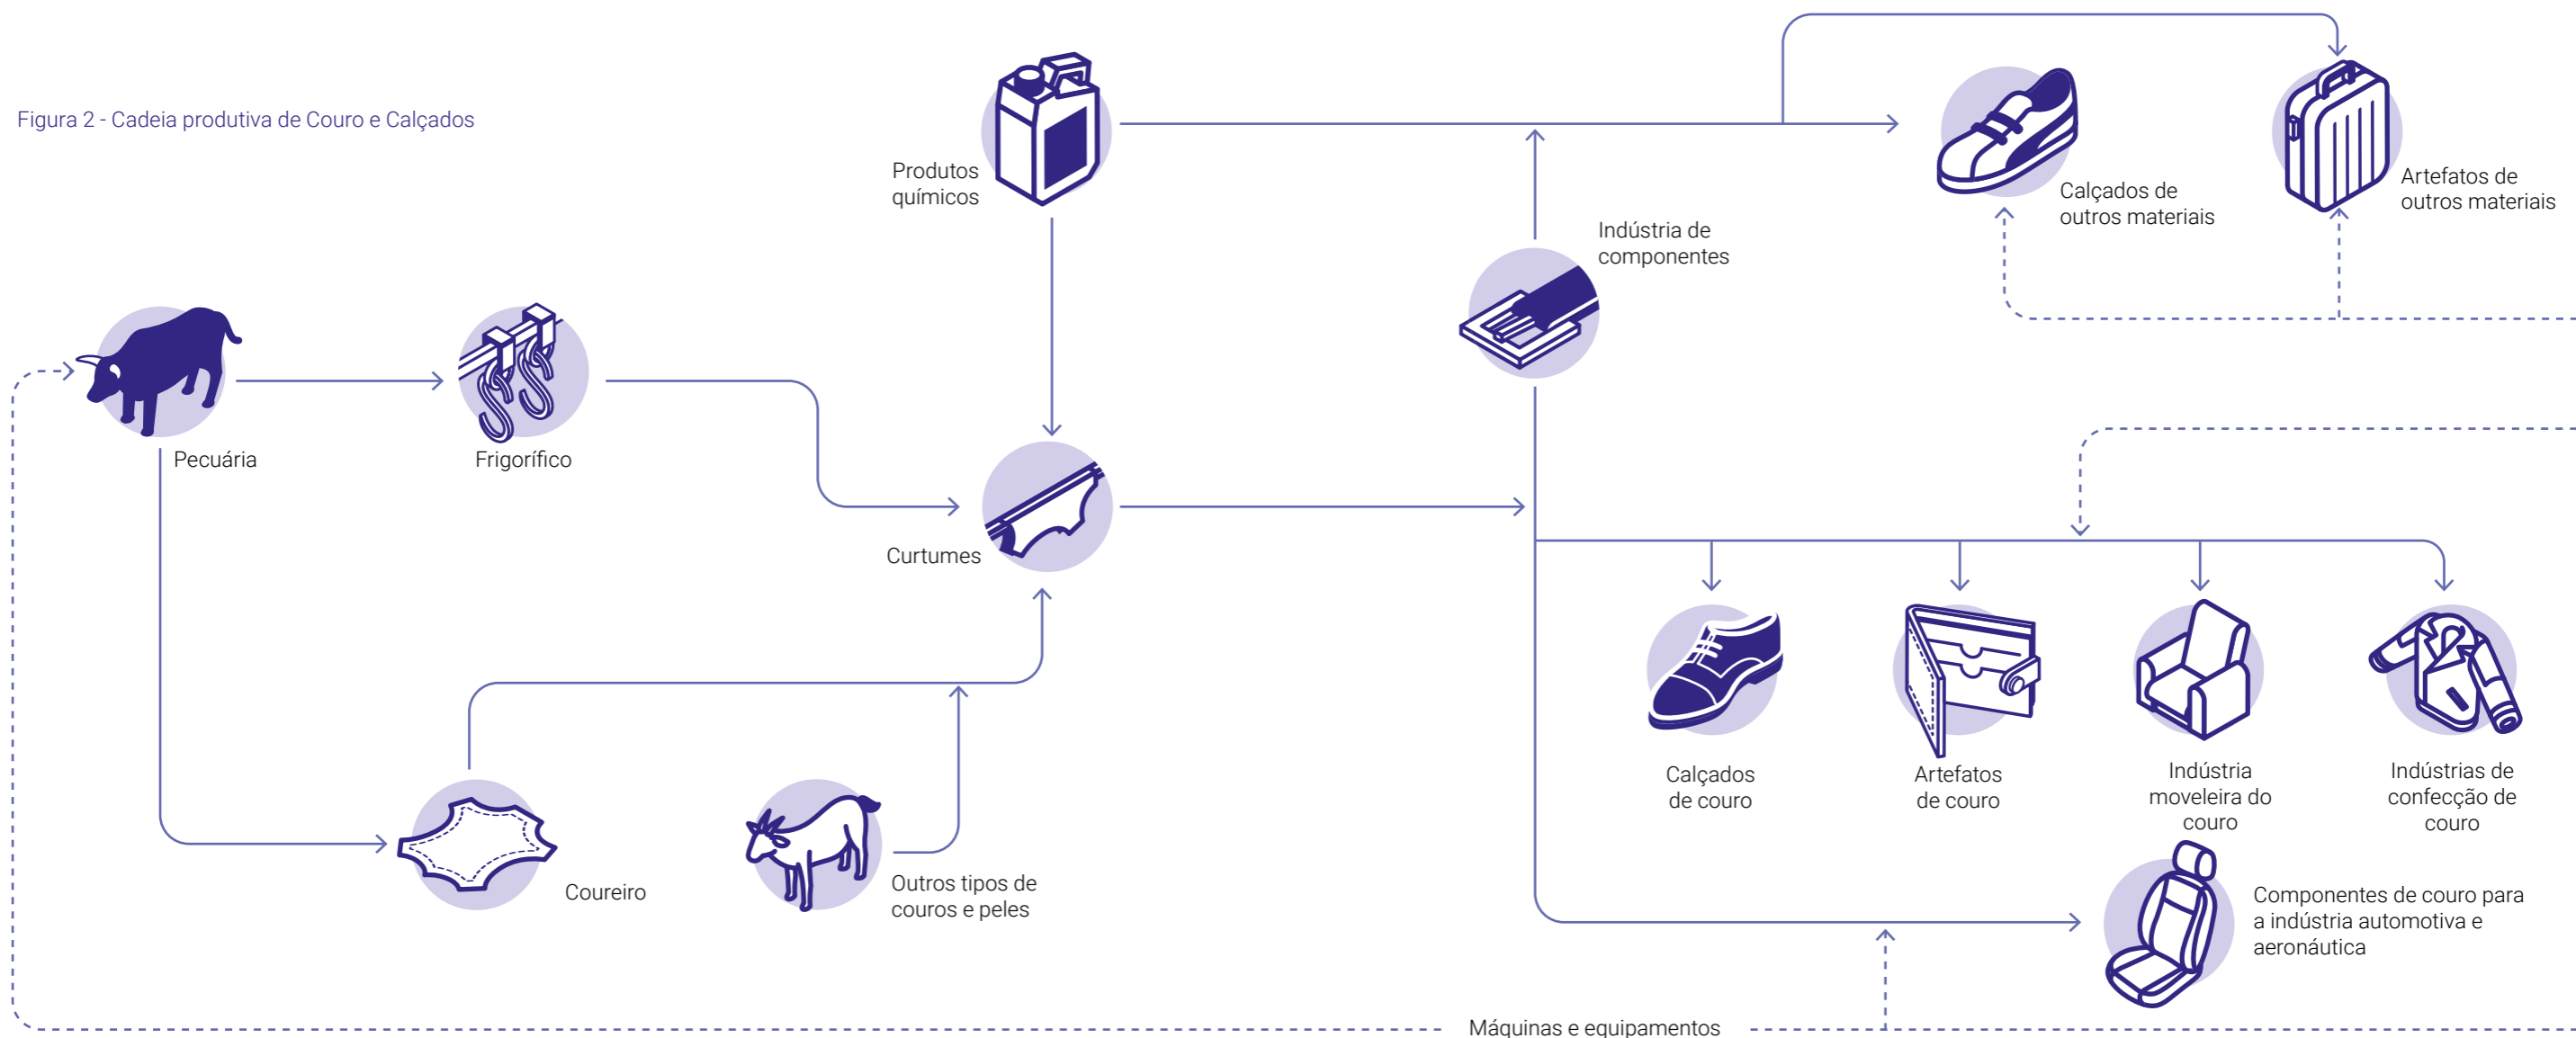 Figura 2 - Cadeia produtiva de Couro e Calçados
Produtos
químicos
Calçados de
outros materiais
Artefatos de
outros materiais
Indústria de
componentes
Pecuária
Frigorífico
Curtumes
Coureiro
Outros tipos de
couros e peles
Calçados
de couro
Artefatos
de couro
Indústria
moveleira do
couro
Indústrias de
confecção de
couro
Componentes de couro para
a indústria automotiva e
aeronáutica
Máquinas e equipamentos